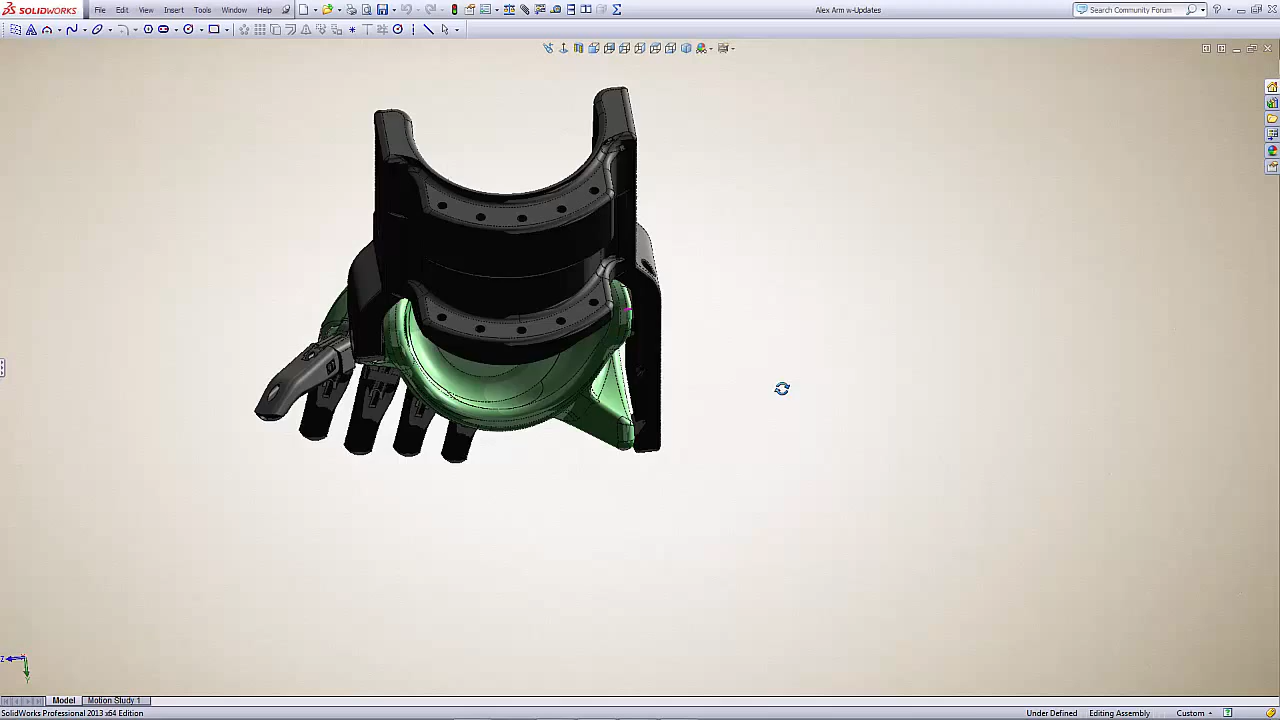 SOLIDWORKS File Edit View Insert Tools Window Help Alex Arm w-Updates Search Community Forum ?
Z
Model Motion Study 1
SolidWorks Professional 2013 x64 Edition Under Defined Editing Assembly Custom